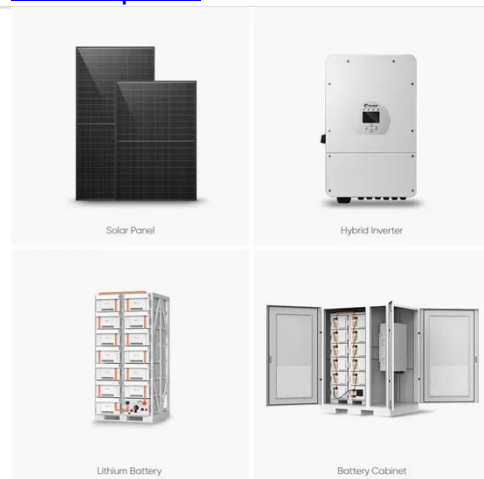 Solar Panel
Hybrid Inverter
Lithium Battery
Battery Cabinet